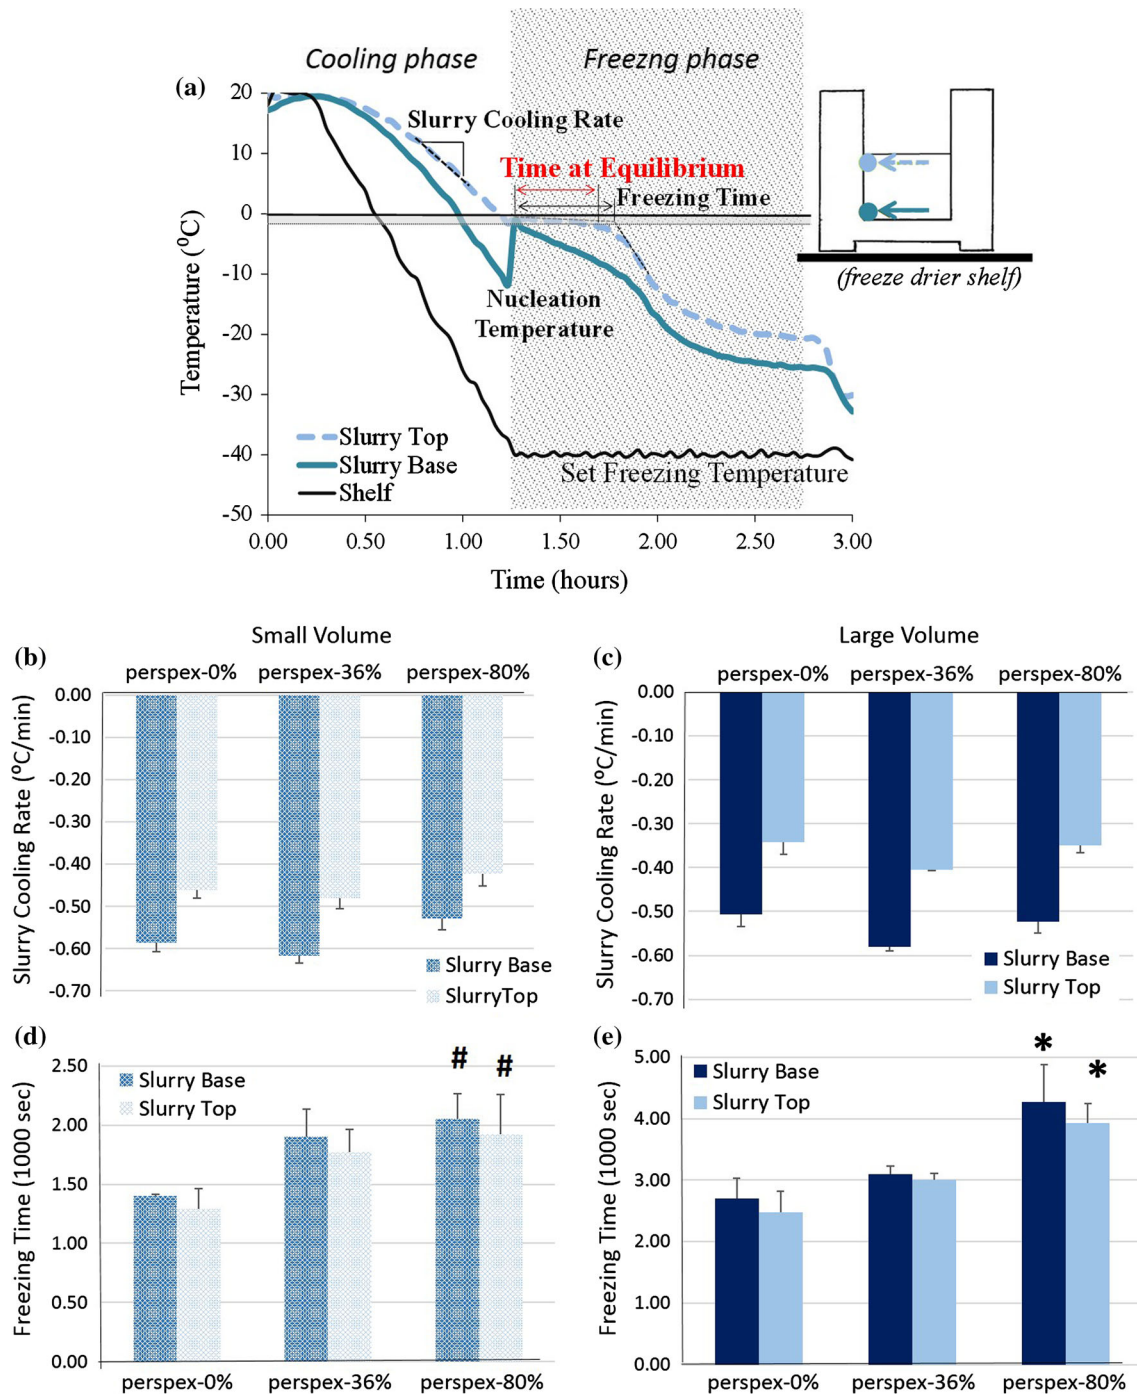 Cooling phase
Freezng phase
(a)
20
10
0
-10
-20
-30
-40
-50
Temperature (⁰C)
Slurry Cooling Rate
Time at Equilibrium
Freezing Time
Nucleation
Temperature
Slurry Top
Slurry Base
Shelf
Set Freezing Temperature
0.00 0.50 1.00 1.50 2.00 2.50 3.00
Time (hours)
(freeze drier shelf)
Small Volume
(b)
perspex-0% perspex-36% perspex-80%
0.00
-0.10
-0.20
-0.30
-0.40
-0.50
-0.60
-0.70
Slurry Cooling Rate (⁰C/min)
Slurry Base
SlurryTop
Large Volume
(c)
perspex-0% perspex-36% perspex-80%
0.00
-0.10
-0.20
-0.30
-0.40
-0.50
-0.60
-0.70
Slurry Cooling Rate (⁰C/min)
Slurry Base
Slurry Top
(d)
2.50
2.00
1.50
1.00
0.50
0.00
Freezing Time (1000 sec)
Slurry Base
Slurry Top
# #
perspex-0% perspex-36% perspex-80%
(e)
5.00
4.00
3.00
2.00
1.00
0.00
Freezing Time (1000 sec)
Slurry Base
Slurry Top
* *
perspex-0% perspex-36% perspex-80%